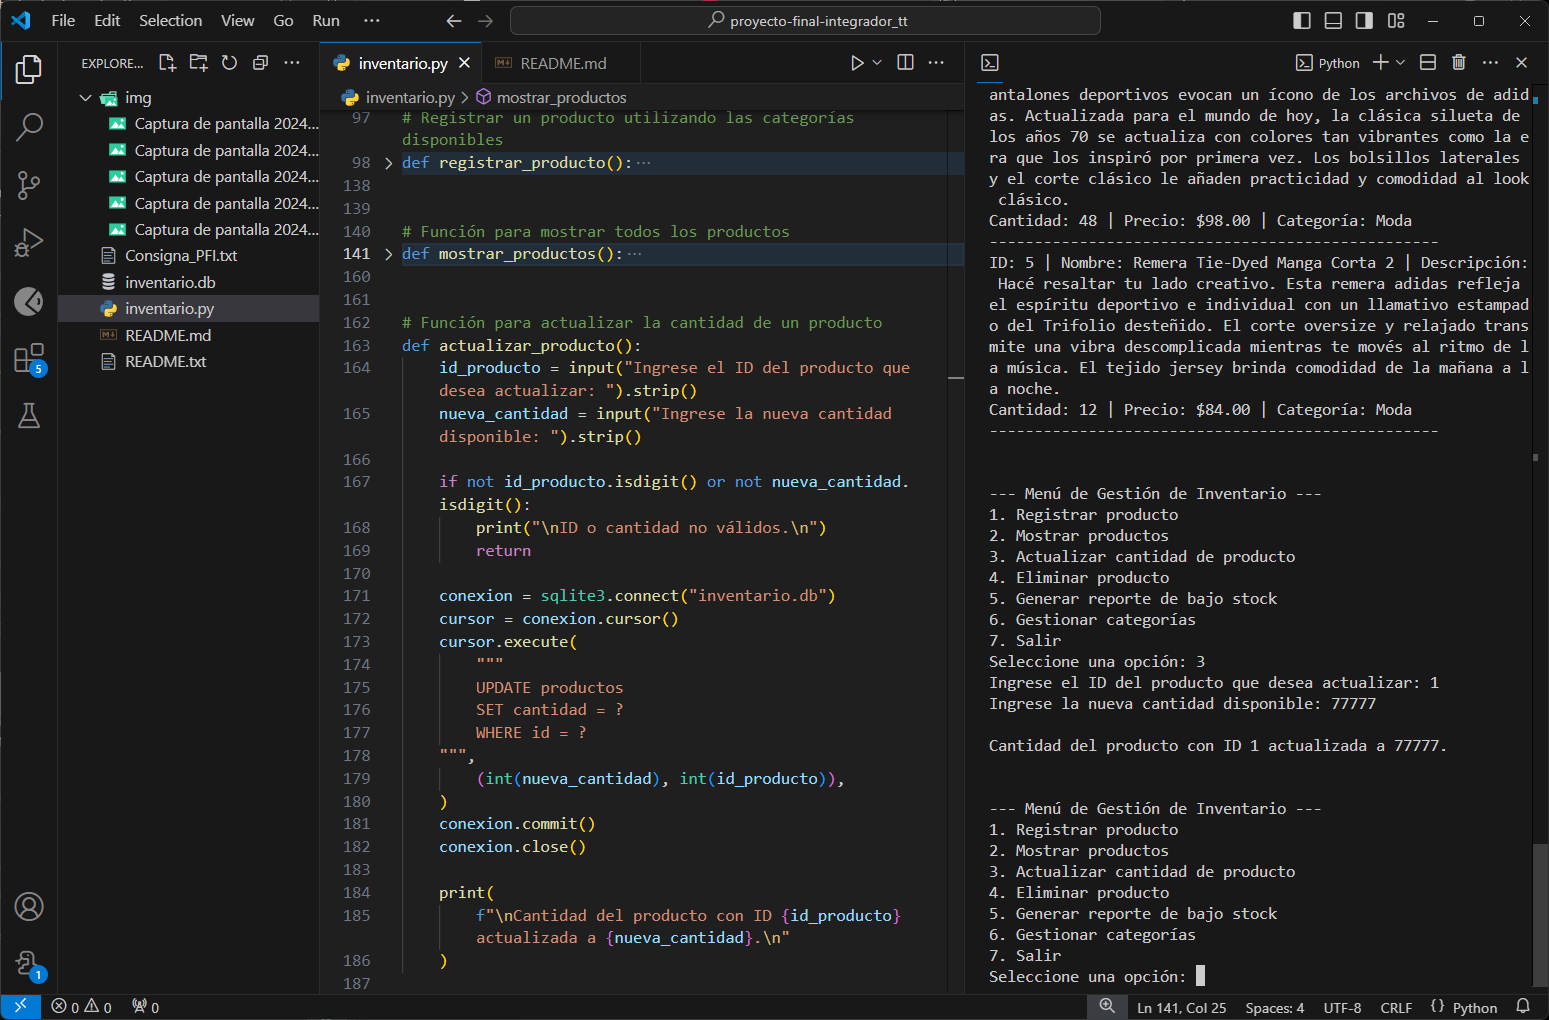 File Edit Selection View Go Run ···
proyecto-final-integrador_tt
EXPLORE...
img
Captura de pantalla 2024...
Captura de pantalla 2024...
Captura de pantalla 2024...
Captura de pantalla 2024...
Captura de pantalla 2024...
Consigna_PFI.txt
inventario.db
inventario.py
README.md
README.txt
5
1
inventario.py
README.md
inventario.py > mostrar_productos
97 # Registrar un producto utilizando las categorías
disponibles
98 def registrar_producto():···
138
139
140 # Función para mostrar todos los productos
141 def mostrar_productos():···
160
161
162 # Función para actualizar la cantidad de un producto
163 def actualizar_producto():
164 id_producto = input("Ingrese el ID del producto que
desea actualizar: ").strip()
165 nueva_cantidad = input("Ingrese la nueva cantidad
disponible: ").strip()
166
167 if not id_producto.isdigit() or not nueva_cantidad.
isdigit():
168 print("\nID o cantidad no válidos.\n")
169 return
170
171 conexion = sqlite3.connect("inventario.db")
172 cursor = conexion.cursor()
173 cursor.execute(
174 """
175 UPDATE productos
176 SET cantidad = ?
177 WHERE id = ?
178 """,
179 (int(nueva_cantidad), int(id_producto)),
180 )
181 conexion.commit()
182 conexion.close()
183
184 print(
185 f"\nCantidad del producto con ID {id_producto}
actualizada a {nueva_cantidad}.\n"
186 )
187
Python
antalones deportivos evocan un ícono de los archivos de adid
as. Actualizada para el mundo de hoy, la clásica silueta de
los años 70 se actualiza con colores tan vibrantes como la e
ra que los inspiró por primera vez. Los bolsillos laterales
y el corte clásico le añaden practicidad y comodidad al look
clásico.
Cantidad: 48 | Precio: $98.00 | Categoría: Moda
--------------------------------------------------
ID: 5 | Nombre: Remera Tie-Dyed Manga Corta 2 | Descripción:
Hacé resaltar tu lado creativo. Esta remera adidas refleja
el espíritu deportivo e individual con un llamativo estampad
o del Trifolio desteñido. El corte oversize y relajado trans
mite una vibra descomplicada mientras te movés al ritmo de l
a música. El tejido jersey brinda comodidad de la mañana a l
a noche.
Cantidad: 12 | Precio: $84.00 | Categoría: Moda
--------------------------------------------------
--- Menú de Gestión de Inventario ---
1. Registrar producto
2. Mostrar productos
3. Actualizar cantidad de producto
4. Eliminar producto
5. Generar reporte de bajo stock
6. Gestionar categorías
7. Salir
Seleccione una opción: 3
Ingrese el ID del producto que desea actualizar: 1
Ingrese la nueva cantidad disponible: 77777
Cantidad del producto con ID 1 actualizada a 77777.
--- Menú de Gestión de Inventario ---
1. Registrar producto
2. Mostrar productos
3. Actualizar cantidad de producto
4. Eliminar producto
5. Generar reporte de bajo stock
6. Gestionar categorías
7. Salir
Seleccione una opción:
0 0 0 Ln 141, Col 25 Spaces: 4 UTF-8 CRLF {} Python